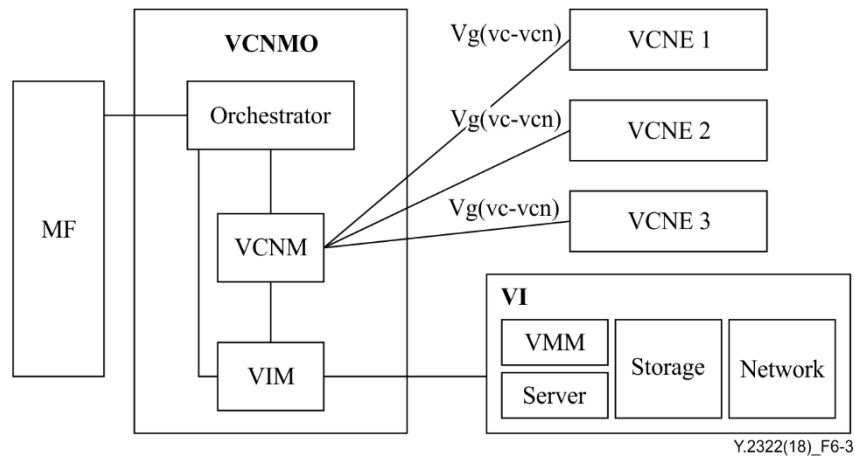 VCNMO
Vg(vc-vcn)
VCNE 1
Orchestrator
Vg(vc-vcn)
VCNE 2
MF
VCNM
Vg(vc-vcn)
VCNE 3
VI
VMM
Server
Storage
Network
VIM
Y.2322(18)_F6-3